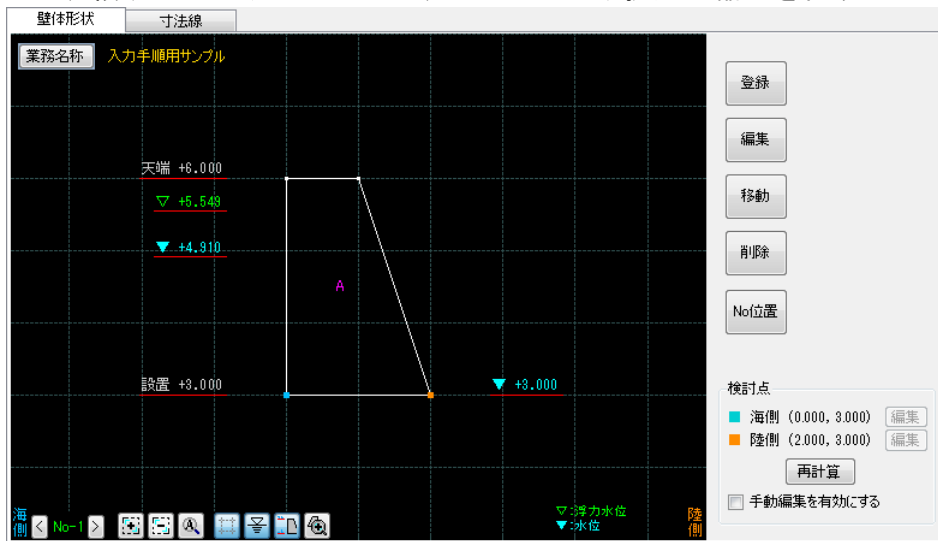 壁体形状
寸法線
業務名称 入力手順用サンプル
天端 +6.000
▽ +5.549
▼ +4.910
A
設置 +3.000
▼ +3.000
海側
< No-1 >
▽:浮力水位
▼:水位
陸側
登録
編集
移動
削除
No位置
検討点
海側 (0.000, 3.000) 編集
陸側 (2.000, 3.000) 編集
再計算
手動編集を有効にする